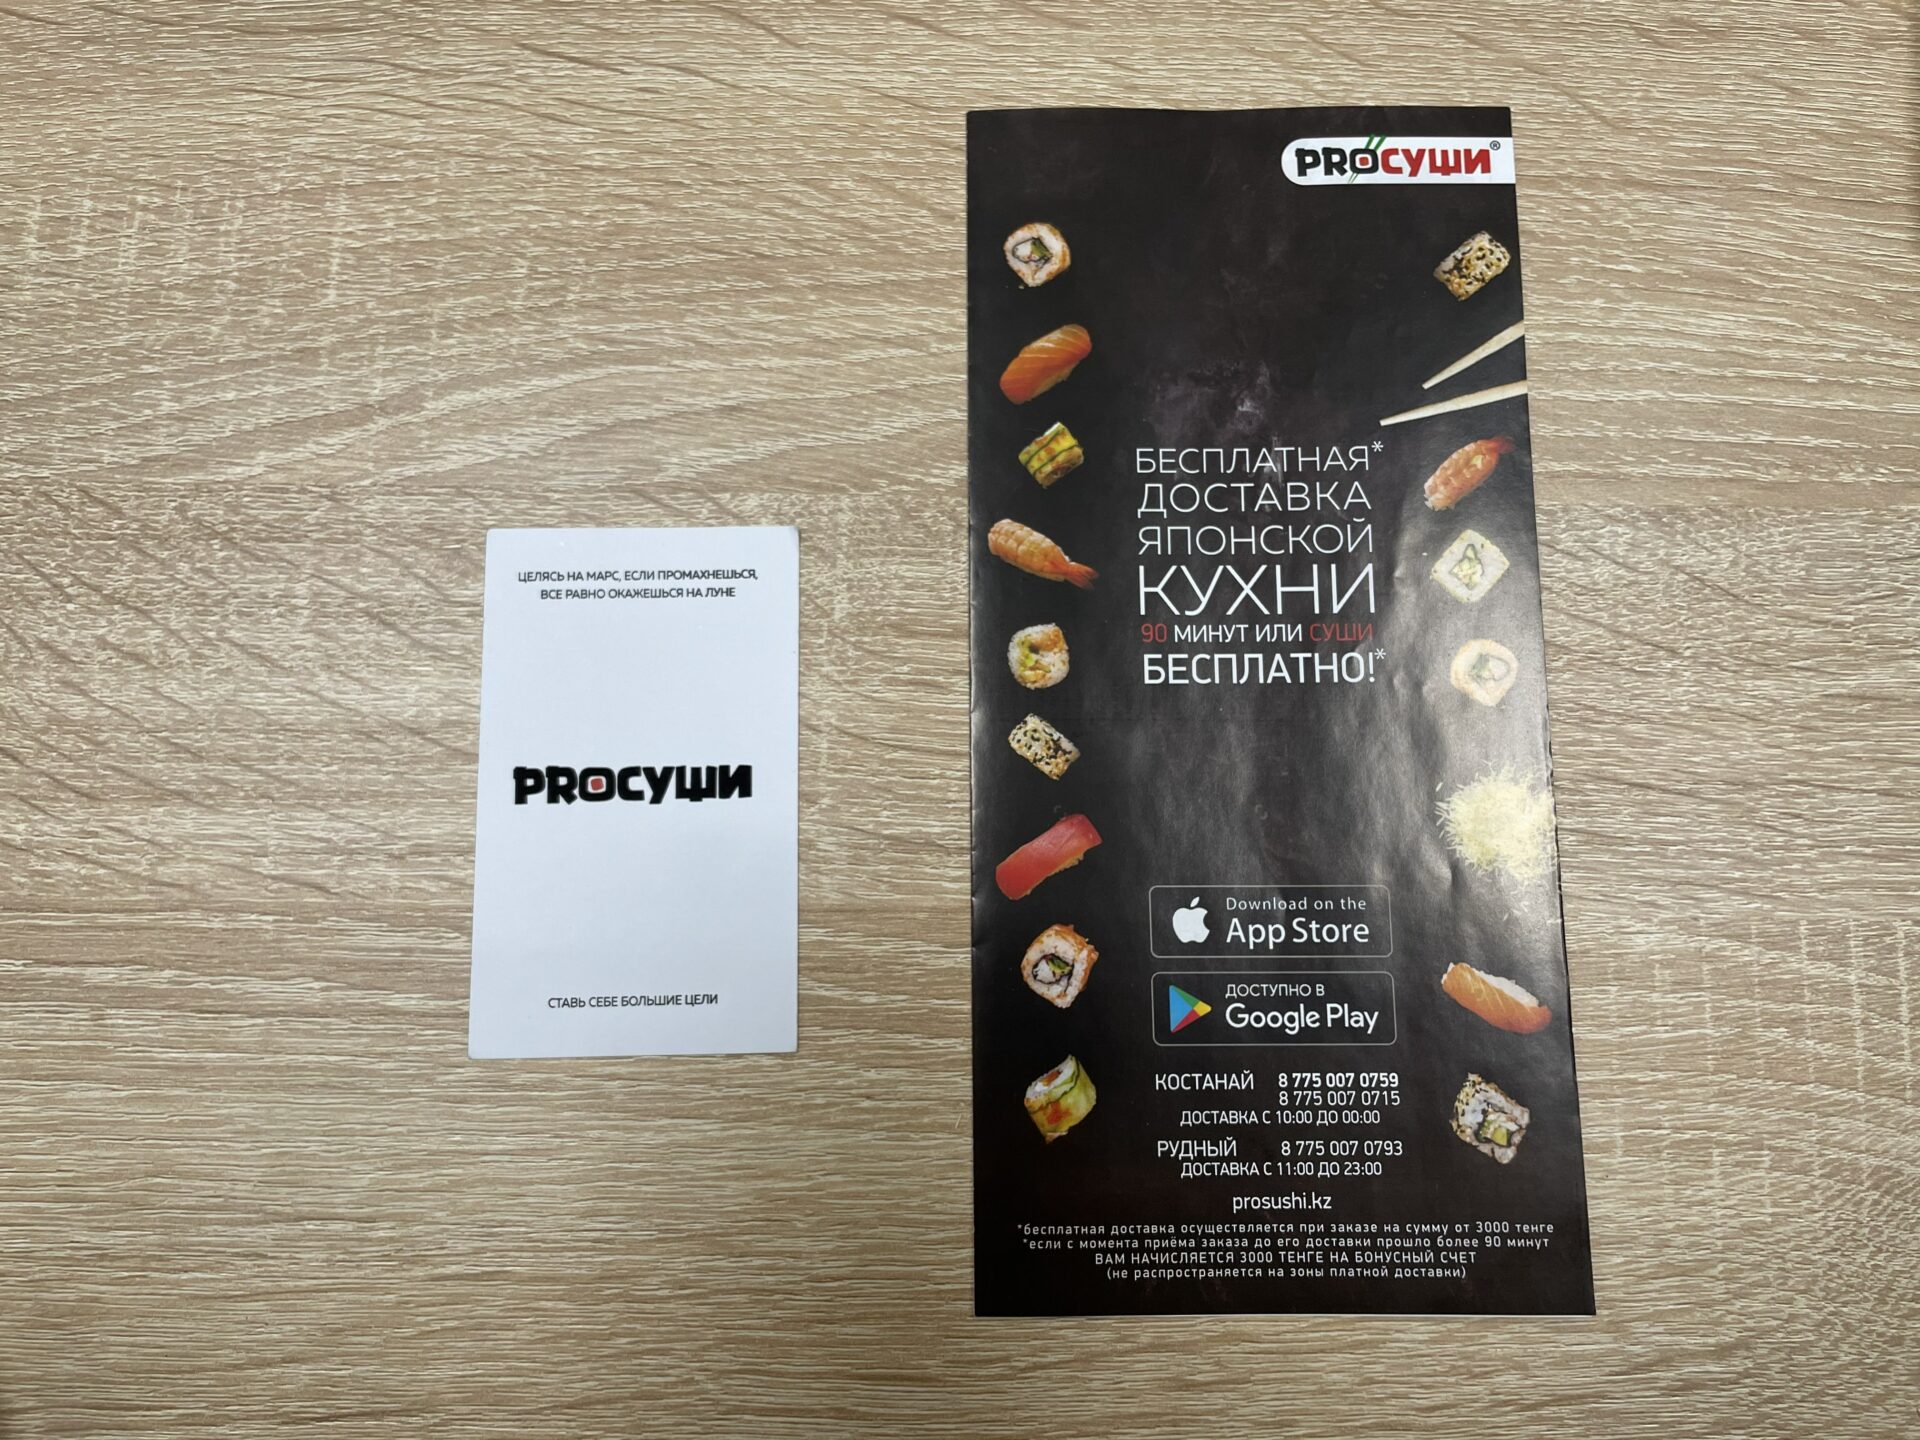 ЦЕЛЯСЬ НА МАРС, ЕСЛИ ПРОМАХНЕШЬСЯ,
ВСЕ РАВНО ОКАЖЕШЬСЯ НА ЛУНЕ
PROСУШИ
СТАВЬ СЕБЕ БОЛЬШИЕ ЦЕЛИ
PROСУШИ®
БЕСПЛАТНАЯ*
ДОСТАВКА
ЯПОНСКОЙ
КУХНИ
90 МИНУТ ИЛИ СУШИ
БЕСПЛАТНО!*
Download on the
App Store
ДОСТУПНО В
Google Play
КОСТАНАЙ 8 775 007 0759
8 775 007 0715
ДОСТАВКА С 10:00 ДО 00:00
РУДНЫЙ 8 775 007 0793
ДОСТАВКА С 11:00 ДО 23:00
prosushi.kz
*бесплатная доставка осуществляется при заказе на сумму от 3000 тенге
*если с момента приёма заказа до его доставки прошло более 90 минут
ВАМ НАЧИСЛЯЕТСЯ 3000 ТЕНГЕ НА БОНУСНЫЙ СЧЕТ
(не распространяется на зоны платной доставки)